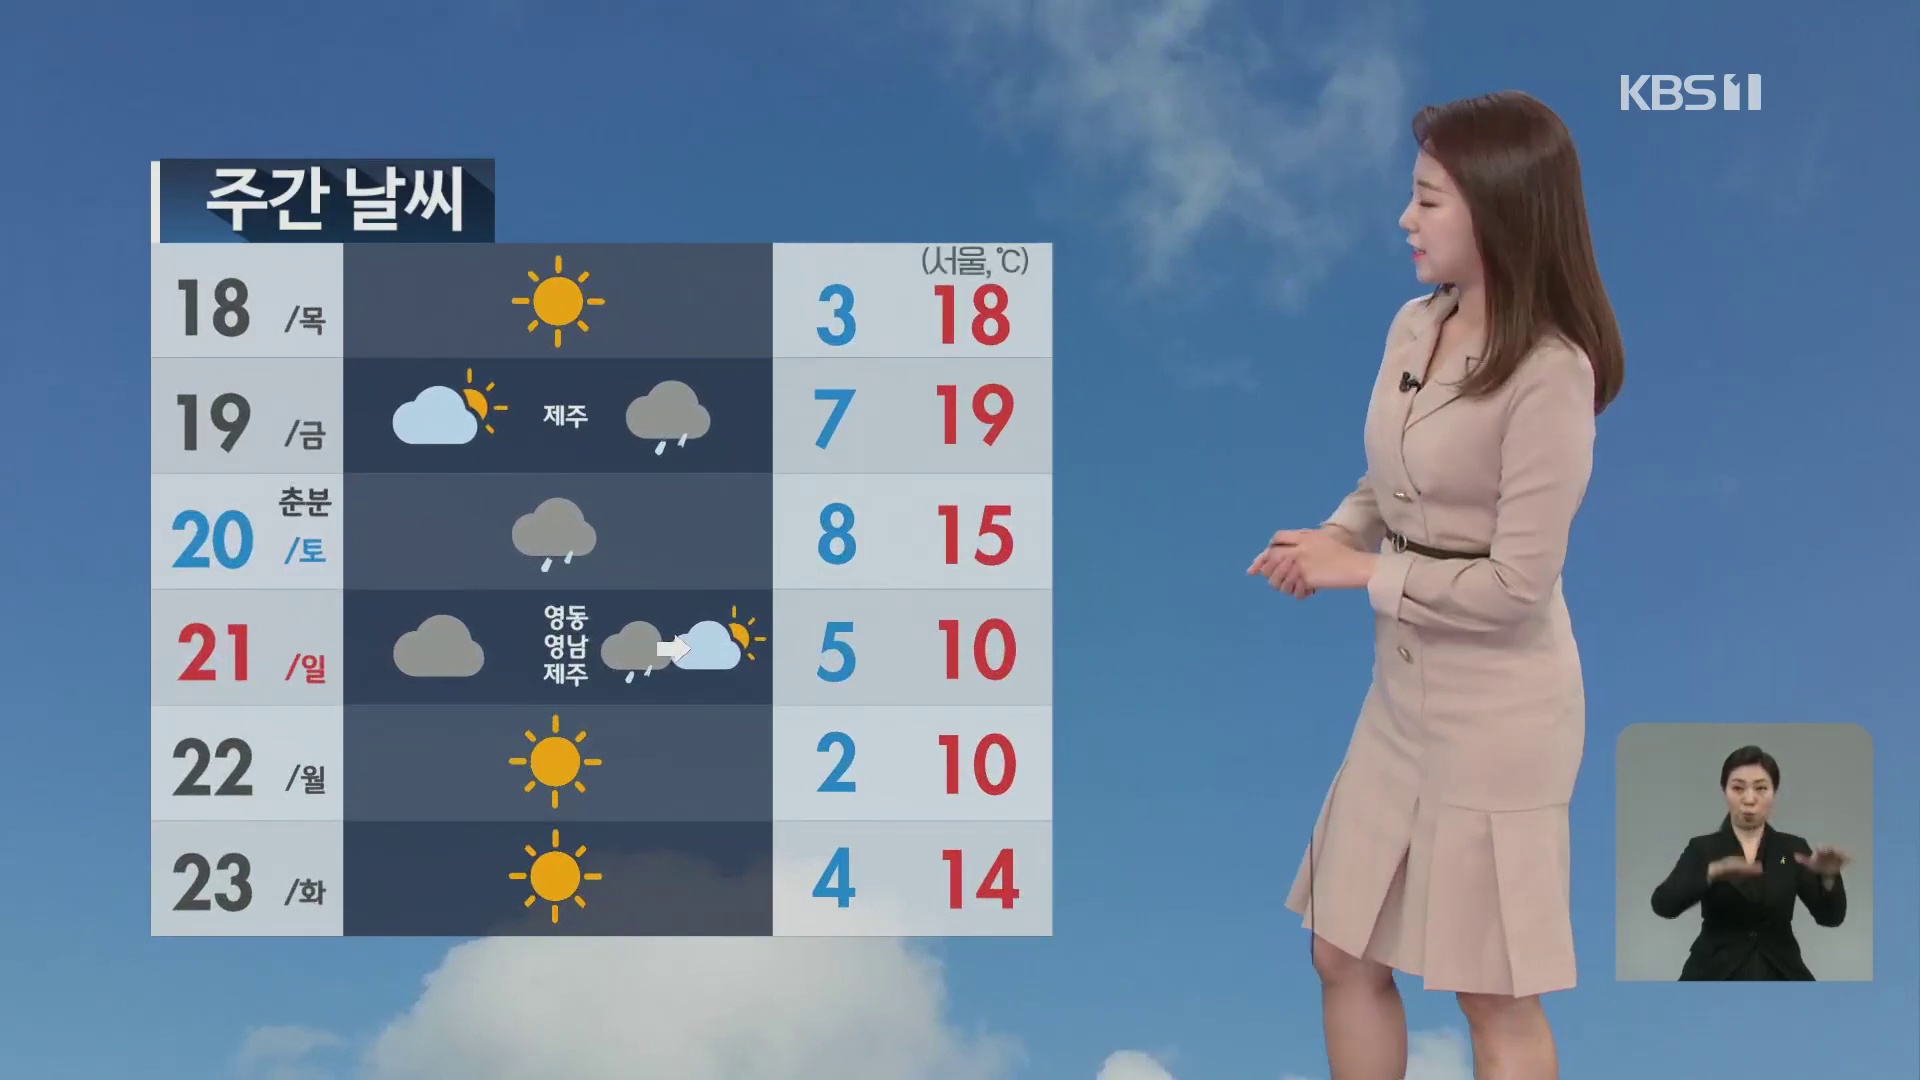 KBS 1
주간 날씨
(서울, ℃)
18 /목 3 18
19 /금 제주 7 19
20 춘분 /토 8 15
21 /일 영동 영남 제주 5 10
22 /월 2 10
23 /화 4 14